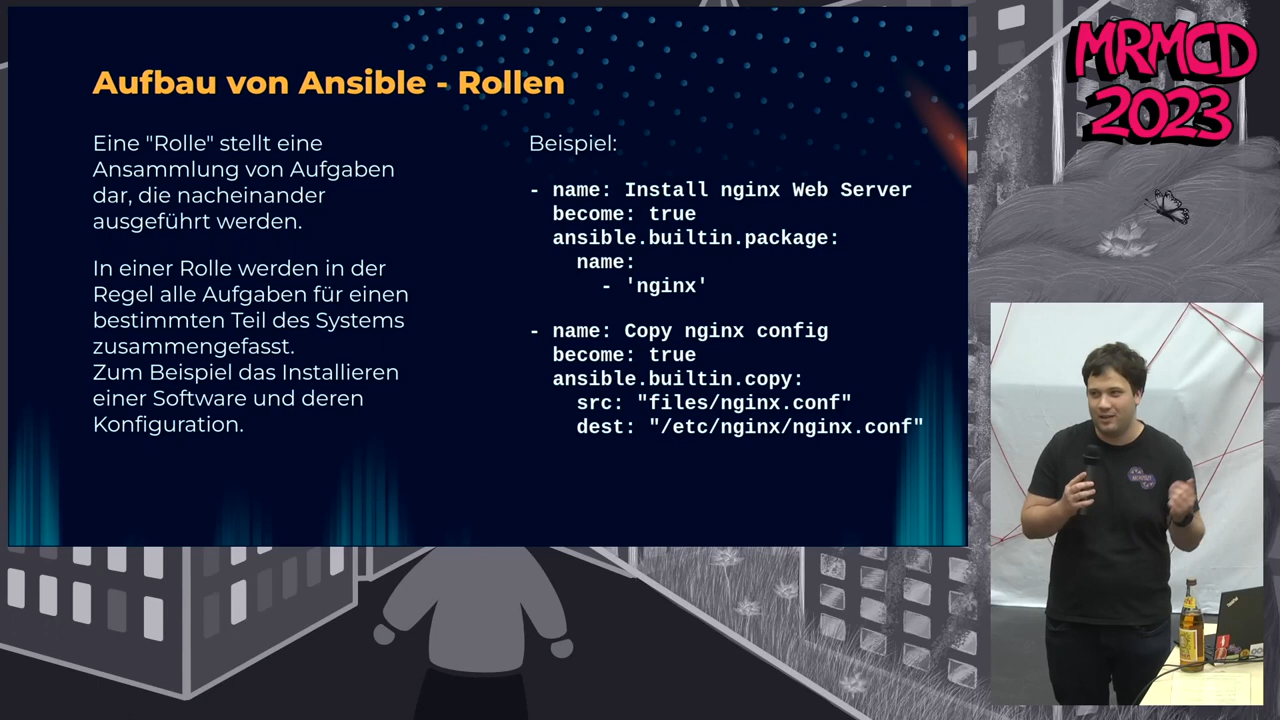 Aufbau von Ansible - Rollen
Eine "Rolle" stellt eine
Ansammlung von Aufgaben
dar, die nacheinander
ausgeführt werden.
In einer Rolle werden in der
Regel alle Aufgaben für einen
bestimmten Teil des Systems
zusammengefasst.
Zum Beispiel das Installieren
einer Software und deren
Konfiguration.
Beispiel:
- name: Install nginx Web Server
  become: true
  ansible.builtin.package:
    name:
      - 'nginx'
- name: Copy nginx config
  become: true
  ansible.builtin.copy:
    src: "files/nginx.conf"
    dest: "/etc/nginx/nginx.conf"
MRMCD
2023